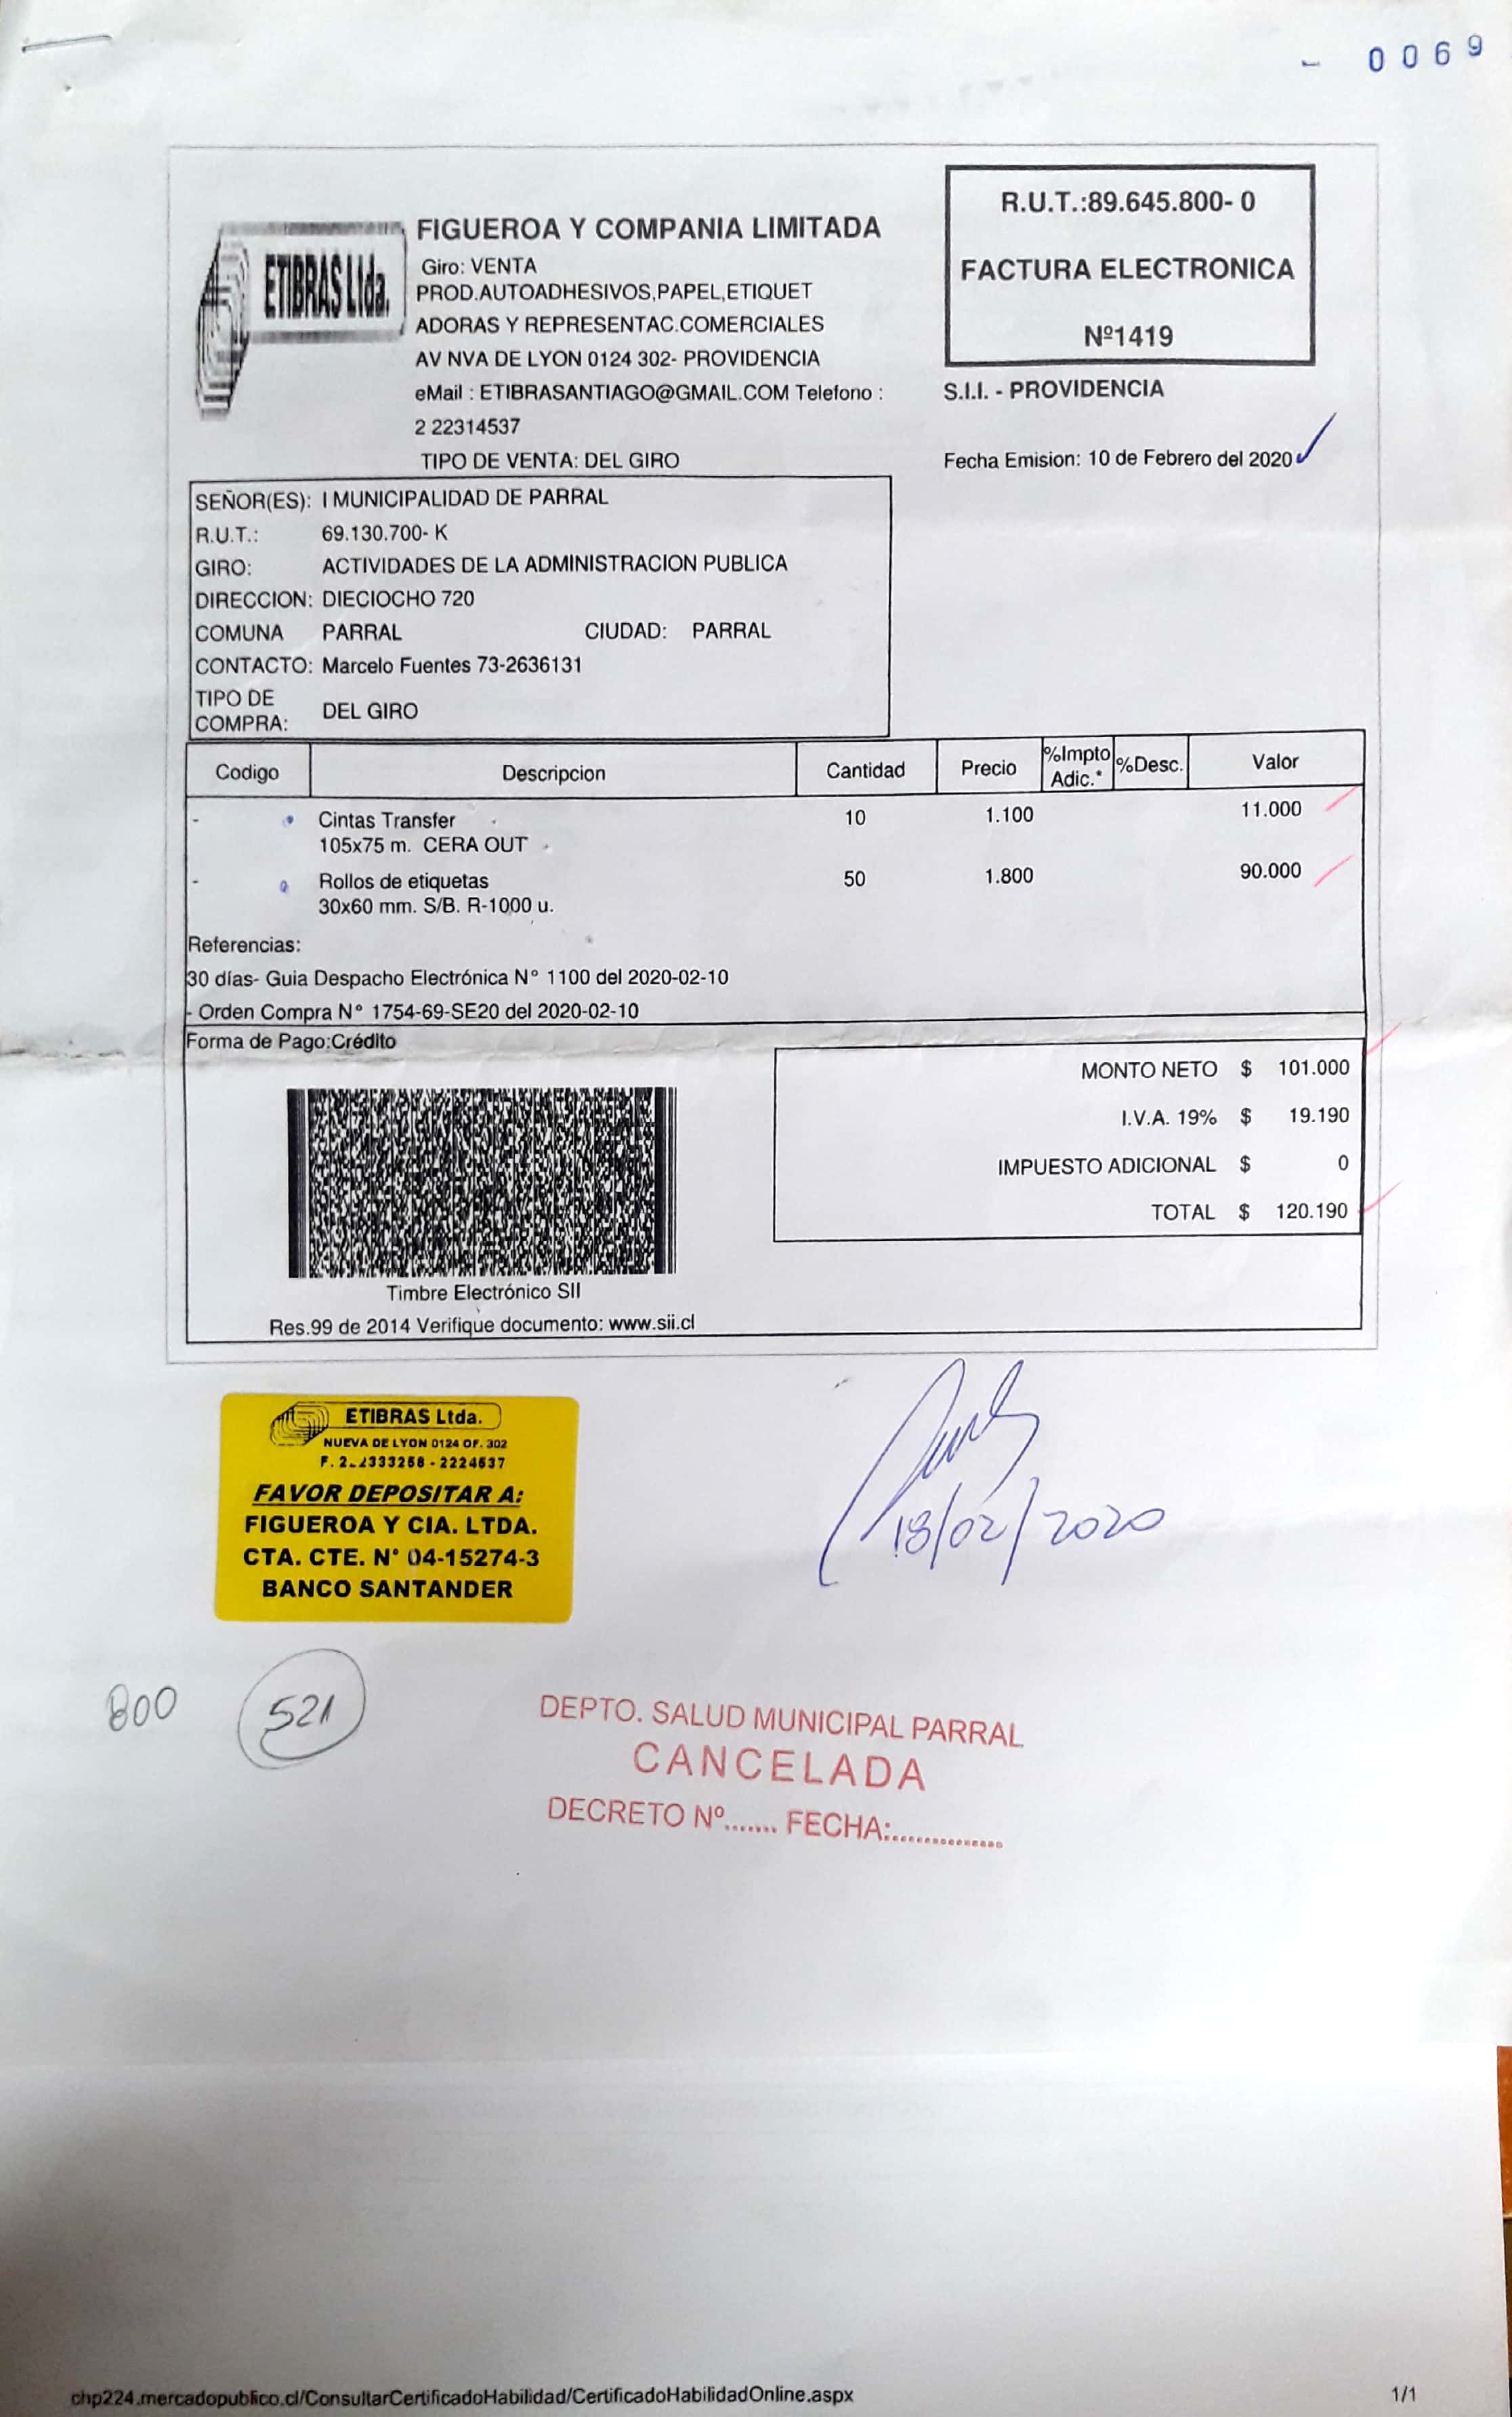 - 0069
ETIBRAS Ltda.
FIGUEROA Y COMPANIA LIMITADA
Giro: VENTA
PROD.AUTOADHESIVOS,PAPEL,ETIQUET
ADORAS Y REPRESENTAC.COMERCIALES
AV NVA DE LYON 0124 302- PROVIDENCIA
eMail : ETIBRASANTIAGO@GMAIL.COM Telefono :
2 22314537
TIPO DE VENTA: DEL GIRO
R.U.T.:89.645.800- 0
FACTURA ELECTRONICA
Nº1419
S.I.I. - PROVIDENCIA
Fecha Emision: 10 de Febrero del 2020
SEÑOR(ES): I MUNICIPALIDAD DE PARRAL
R.U.T.: 69.130.700- K
GIRO: ACTIVIDADES DE LA ADMINISTRACION PUBLICA
DIRECCION: DIECIOCHO 720
COMUNA PARRAL CIUDAD: PARRAL
CONTACTO: Marcelo Fuentes 73-2636131
TIPO DE
COMPRA: DEL GIRO
Codigo Descripcion Cantidad Precio %Impto Adic.* %Desc. Valor
- Cintas Transfer 10 1.100 11.000
105x75 m. CERA OUT
- Rollos de etiquetas 50 1.800 90.000
30x60 mm. S/B. R-1000 u.
Referencias:
30 días- Guia Despacho Electrónica N° 1100 del 2020-02-10
- Orden Compra N° 1754-69-SE20 del 2020-02-10
Forma de Pago:Crédito
MONTO NETO $ 101.000
I.V.A. 19% $ 19.190
IMPUESTO ADICIONAL $ 0
TOTAL $ 120.190
Timbre Electrónico SII
Res.99 de 2014 Verifique documento: www.sii.cl
ETIBRAS Ltda.
NUEVA DE LYON 0124 OF. 302
F. - 2224537
FAVOR DEPOSITAR A:
FIGUEROA Y CIA. LTDA.
CTA. CTE. N° 04-15274-3
BANCO SANTANDER
18/02/2020
800 521
DEPTO. SALUD MUNICIPAL PARRAL
CANCELADA
DECRETO Nº....... FECHA:...............
chp224.mercadopublico.cl/ConsultarCertificadoHabilidad/CertificadoHabilidadOnline.aspx 1/1